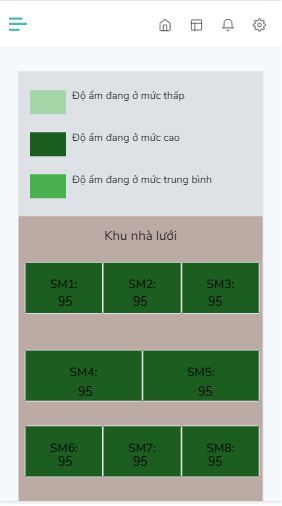 Độ ẩm đang ở mức thấp
Độ ẩm đang ở mức cao
Độ ẩm đang ở mức trung bình
Khu nhà lưới
SM1: SM2: SM3:
95 95 95
SM4: SM5:
95 95
SM6: SM7: SM8:
95 95 95